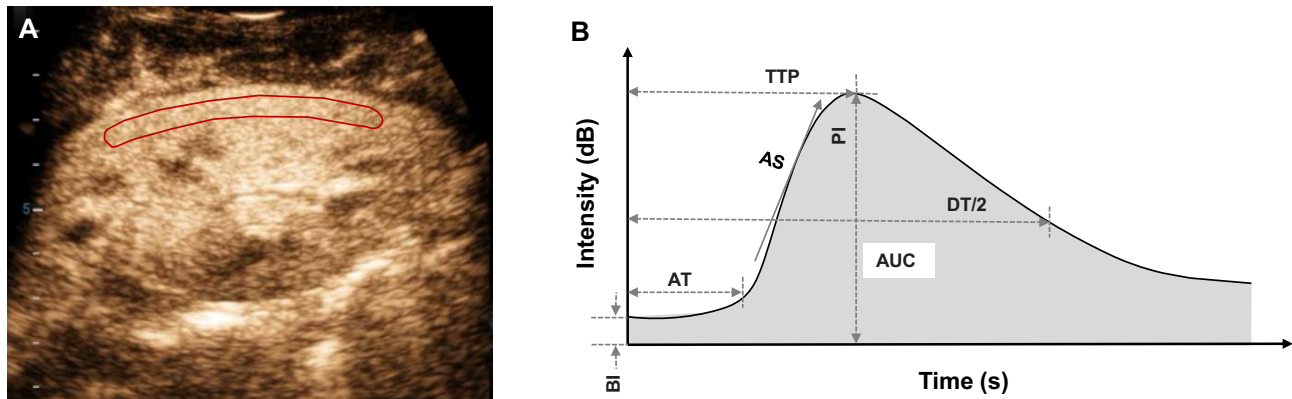 A
5
B
TTP
Intensity (dB)
AS
PI
DT/2
AUC
AT
BI
Time (s)